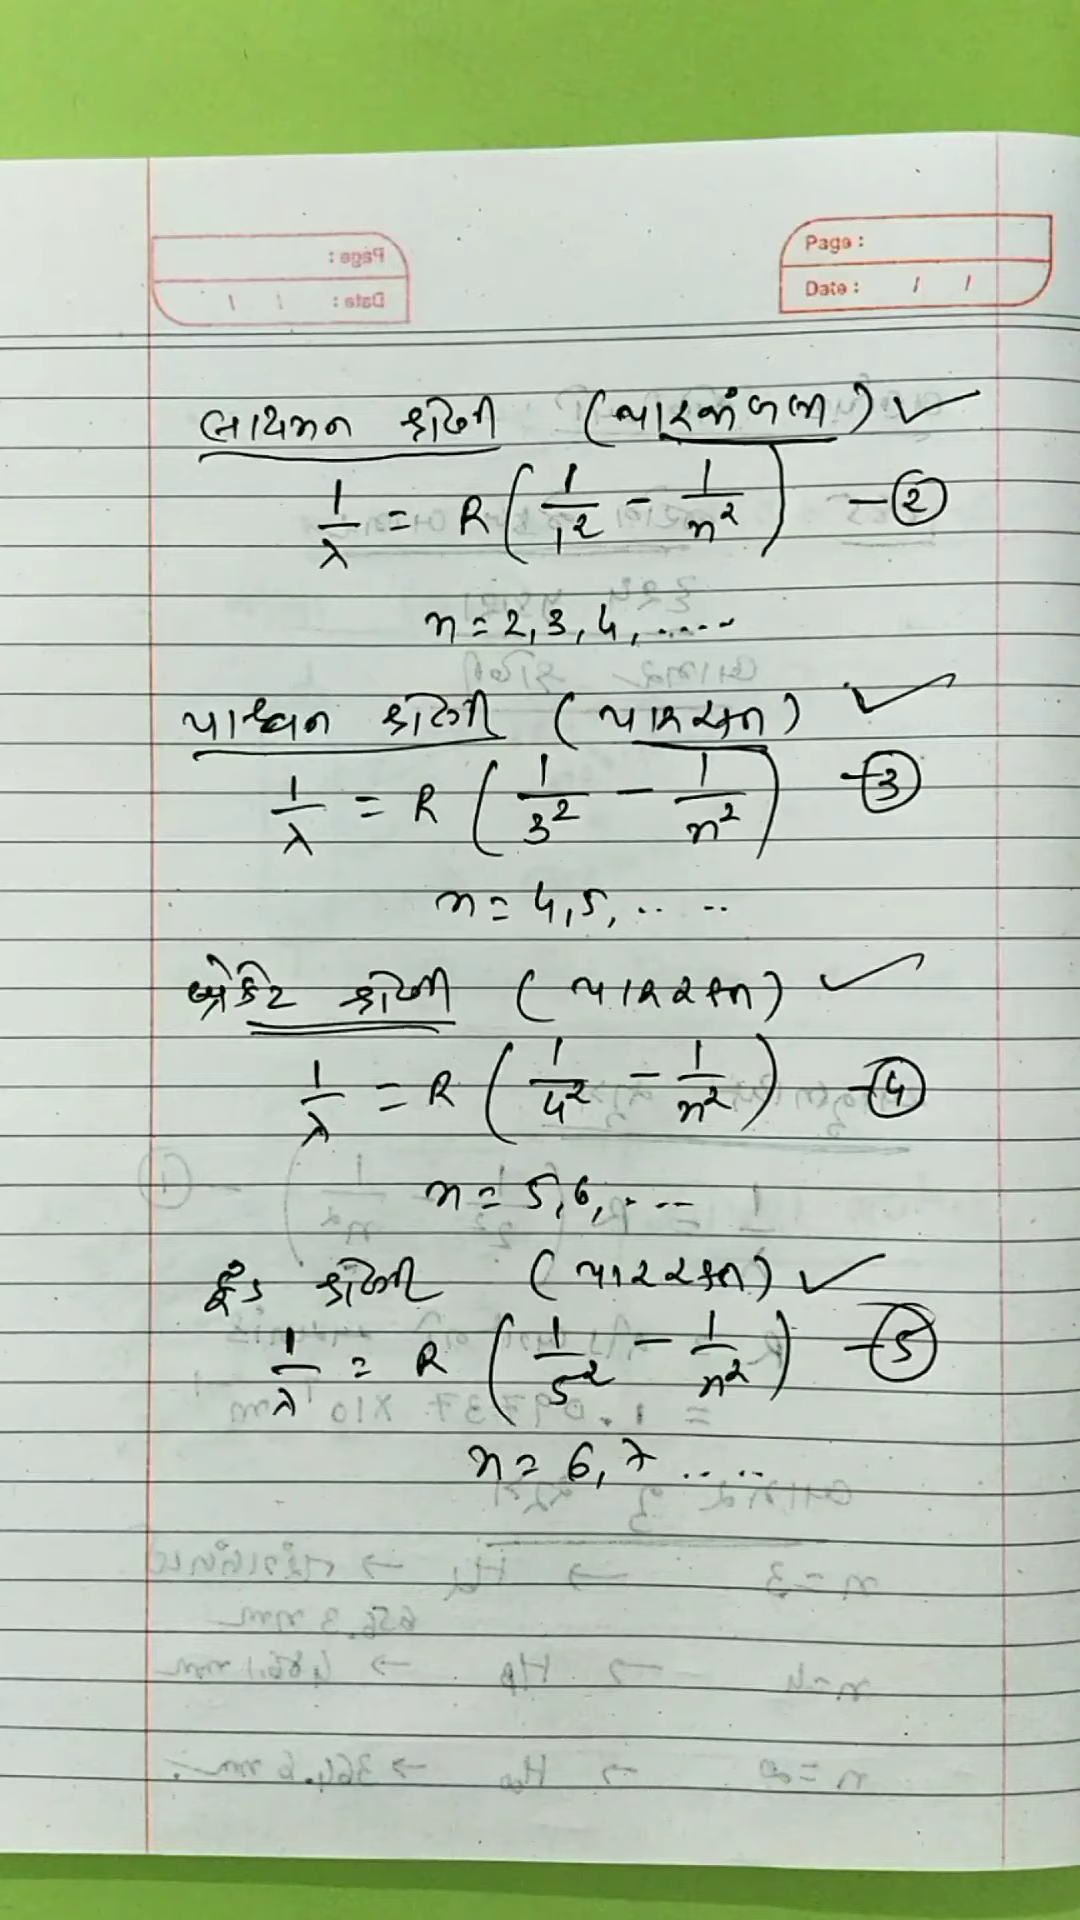 Page :
Date : / /
લાયમન શ્રેણી (પારજાંબલી) ✓
1/λ = R (1/1² − 1/n²) —②
n = 2, 3, 4, .....
પાશ્વન શ્રેણી (પારરક્ત) ✓
1/λ = R (1/3² − 1/n²) —③
n = 4, 5, .. ..
બ્રેકેટ શ્રેણી (પારરક્ત) ✓
1/λ = R (1/4² − 1/n²) —④
n = 5, 6, ....
ફંડ શ્રેણી (પારરક્ત) ✓
1/λ = R (1/5² − 1/n²) —⑤
n = 6, 7 .....